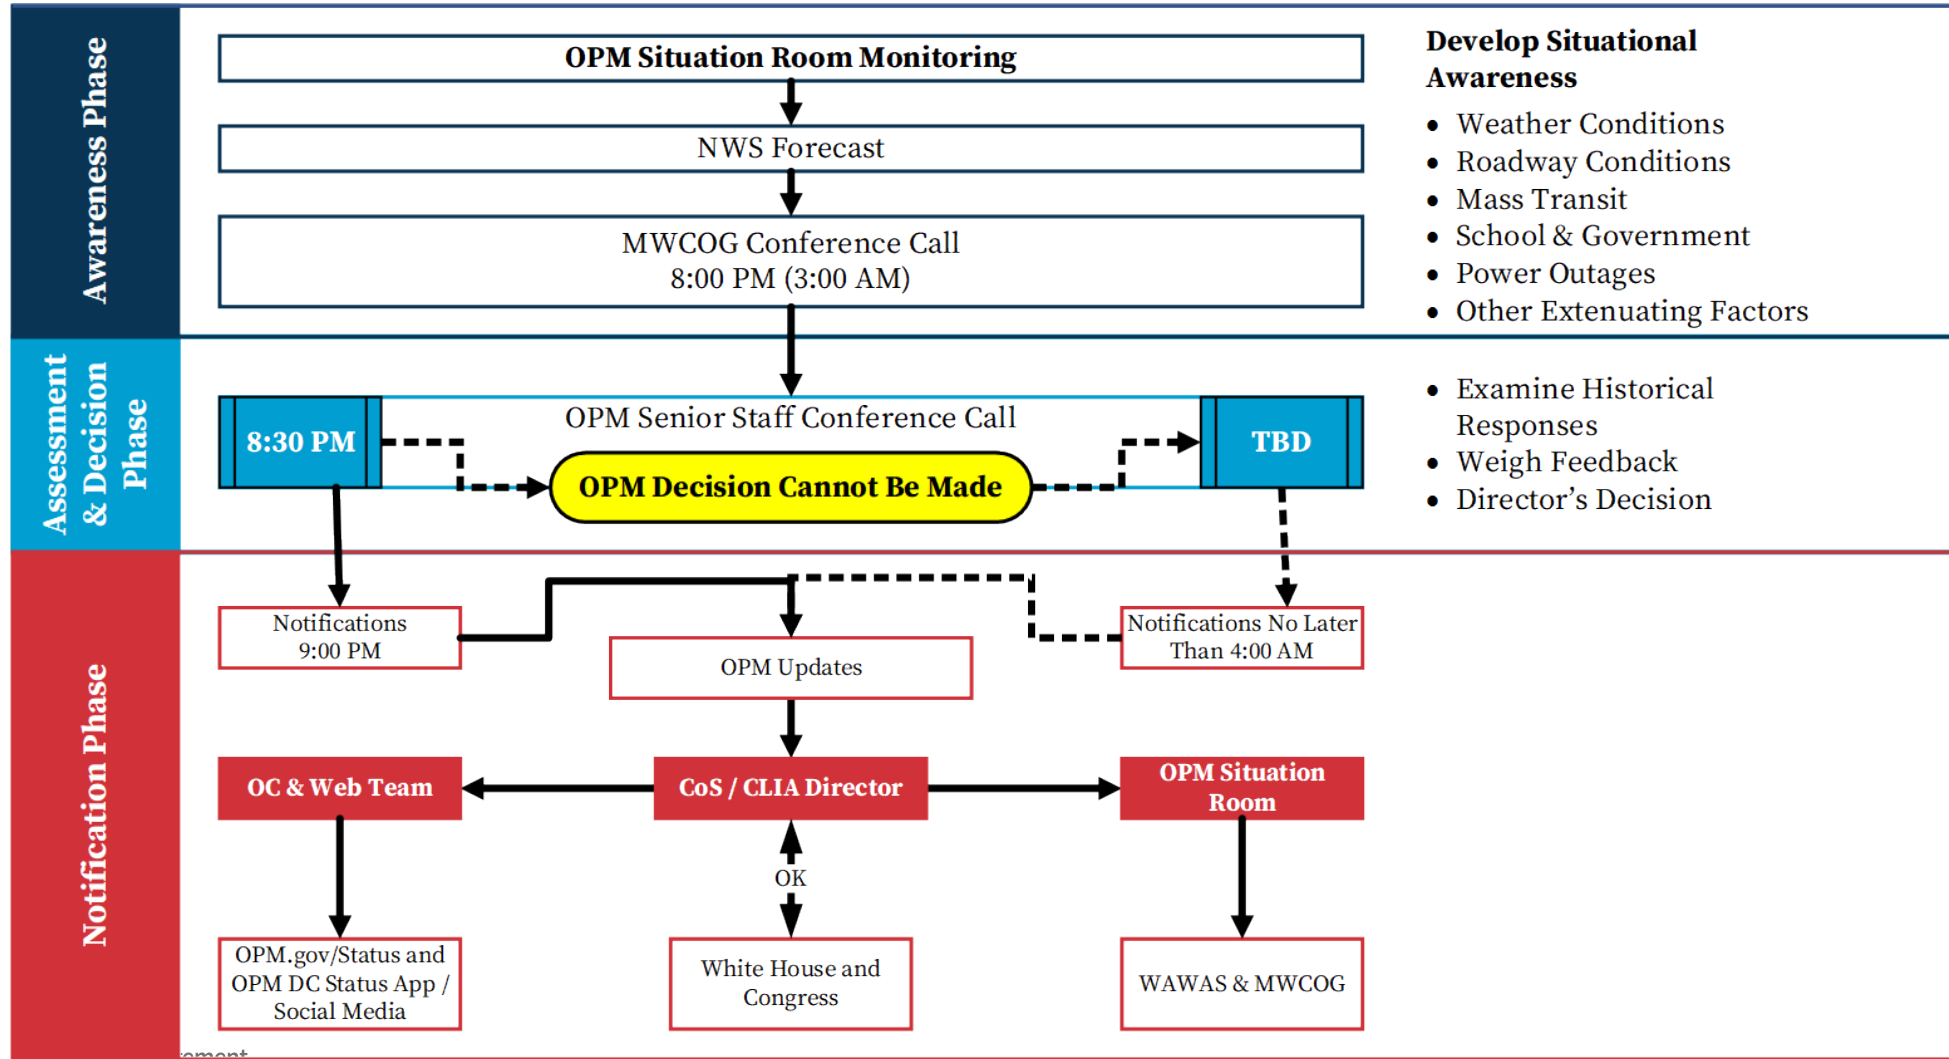 Awareness Phase
OPM Situation Room Monitoring
NWS Forecast
MWCOG Conference Call
8:00 PM (3:00 AM)
Develop Situational
Awareness
• Weather Conditions
• Roadway Conditions
• Mass Transit
• School & Government
• Power Outages
• Other Extenuating Factors
Assessment
& Decision
Phase
OPM Senior Staff Conference Call
8:30 PM
OPM Decision Cannot Be Made
TBD
• Examine Historical
Responses
• Weigh Feedback
• Director’s Decision
Notification Phase
Notifications
9:00 PM
OPM Updates
Notifications No Later
Than 4:00 AM
OC & Web Team
CoS / CLIA Director
OPM Situation
Room
OK
OPM.gov/Status and
OPM DC Status App /
Social Media
White House and
Congress
WAWAS & MWCOG